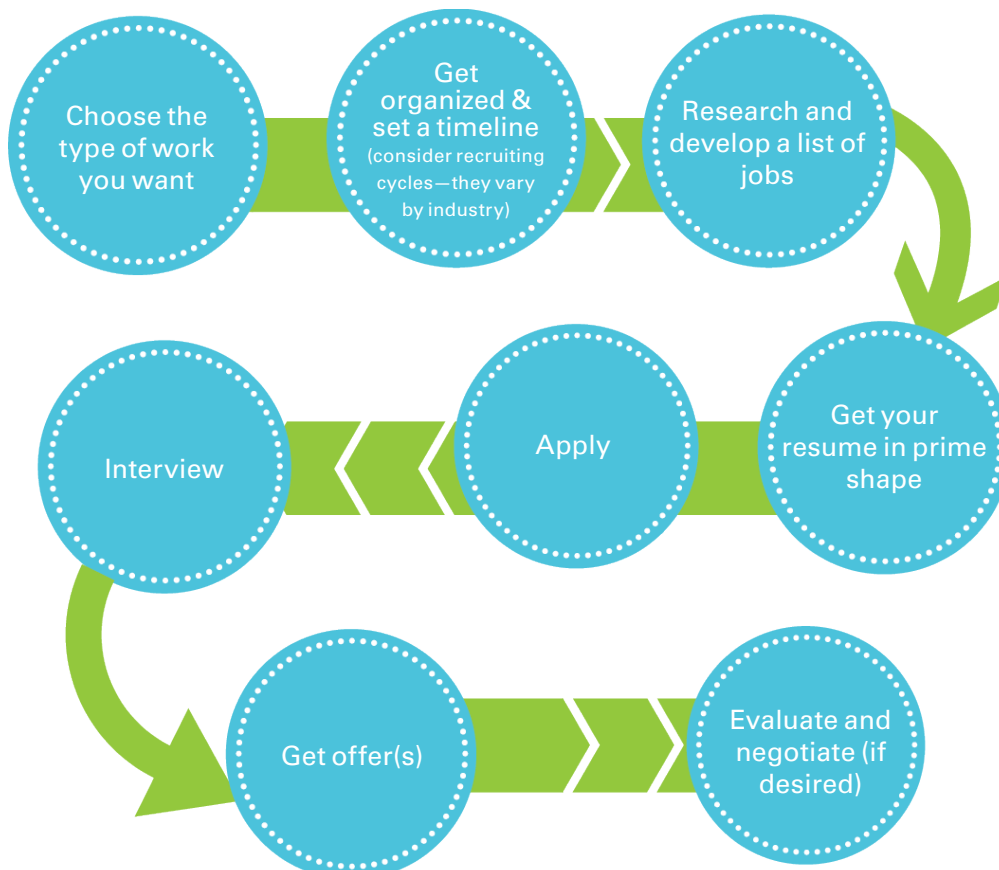 Choose the
type of work
you want
Get
organized &
set a timeline
(consider recruiting
cycles—they vary
by industry)
Research and
develop a list of
jobs
Get your
resume in prime
shape
Apply
Interview
Get offer(s)
Evaluate and
negotiate (if
desired)